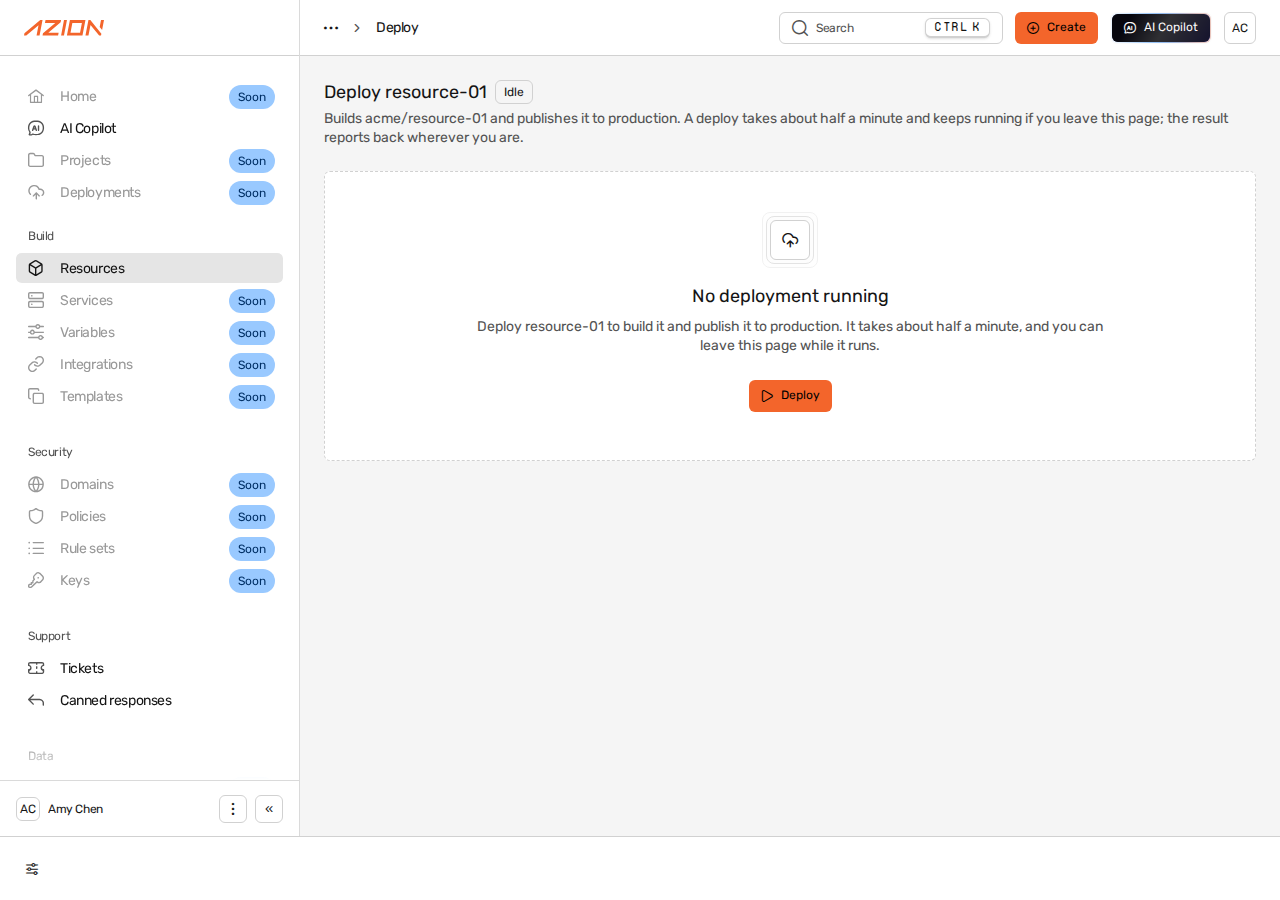 AZION
Deploy
Search
CTRL K
Create
AI Copilot
AC
Home
Soon
AI Copilot
Projects
Soon
Deployments
Soon
Build
Resources
Services
Soon
Variables
Soon
Integrations
Soon
Templates
Soon
Security
Domains
Soon
Policies
Soon
Rule sets
Soon
Keys
Soon
Support
Tickets
Canned responses
Data
AC
Amy Chen
Deploy resource-01
Idle
Builds acme/resource-01 and publishes it to production. A deploy takes about half a minute and keeps running if you leave this page; the result
reports back wherever you are.
No deployment running
Deploy resource-01 to build it and publish it to production. It takes about half a minute, and you can
leave this page while it runs.
Deploy